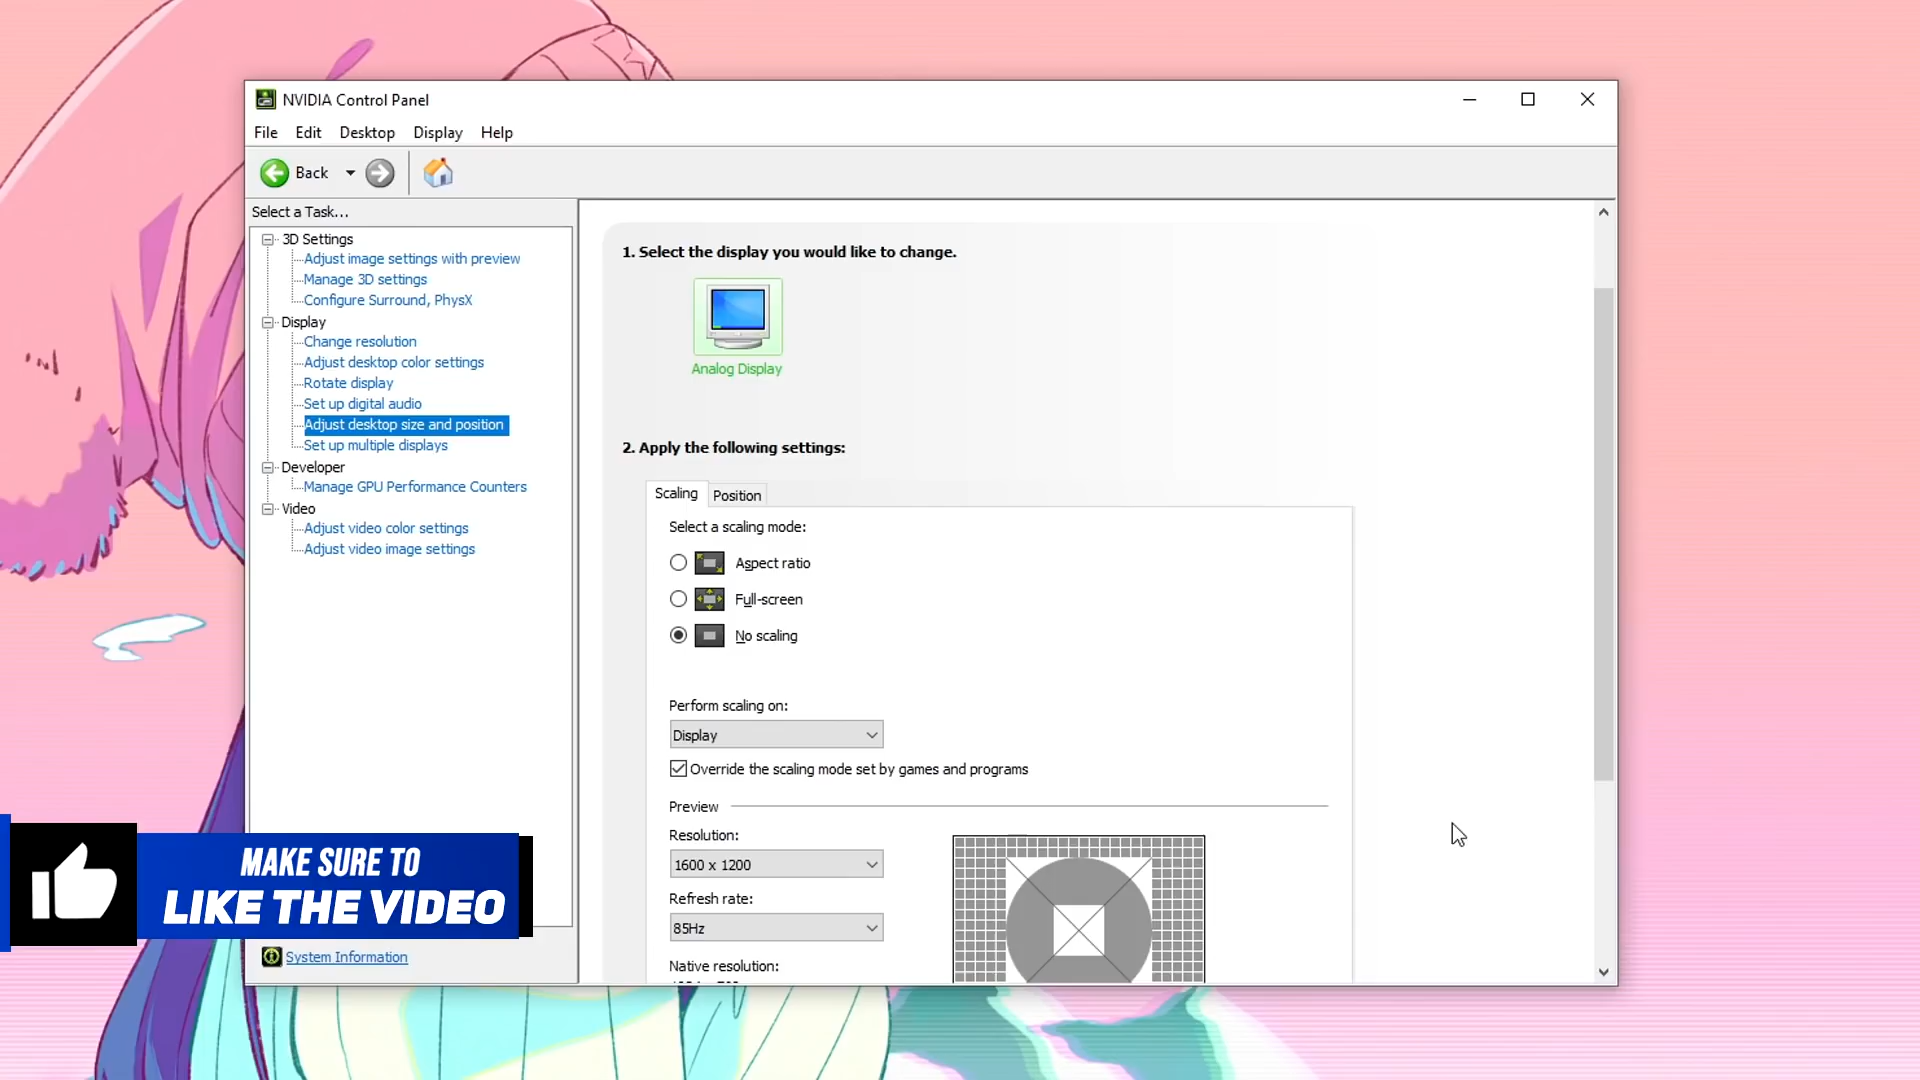 NVIDIA Control Panel
File Edit Desktop Display Help
Back
Select a Task...
3D Settings
Adjust image settings with preview
Manage 3D settings
Configure Surround, PhysX
Display
Change resolution
Adjust desktop color settings
Rotate display
Set up digital audio
Adjust desktop size and position
Set up multiple displays
Developer
Manage GPU Performance Counters
Video
Adjust video color settings
Adjust video image settings
System Information
1. Select the display you would like to change.
Analog Display
2. Apply the following settings:
Scaling Position
Select a scaling mode:
Aspect ratio
Full-screen
No scaling
Perform scaling on:
Display
Override the scaling mode set by games and programs
Preview
Resolution:
1600 x 1200
Refresh rate:
85Hz
Native resolution:
MAKE SURE TO
LIKE THE VIDEO